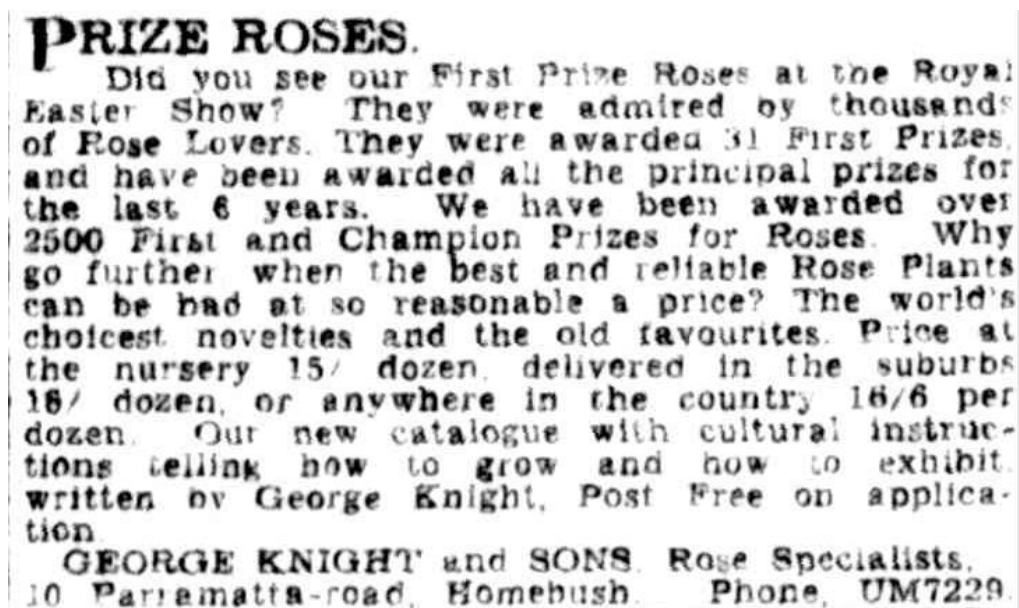 PRIZE ROSES.
Did you see our First Prize Roses at the Royal
Easter Show? They were admired by thousands
of Rose Lovers. They were awarded 31 First Prizes,
and have been awarded all the principal prizes for
the last 6 years. We have been awarded over
2500 First and Champion Prizes for Roses. Why
go further when the best and reliable Rose Plants
can be had at so reasonable a price? The world's
choicest novelties and the old favourites. Price at
the nursery 15/ dozen, delivered in the suburbs
16/ dozen, or anywhere in the country 16/6 per
dozen. Our new catalogue with cultural instruc-
tions telling how to grow and how to exhibit,
written by George Knight, Post Free on applica-
tion.
GEORGE KNIGHT and SONS, Rose Specialists,
10 Parramatta-road, Homebush. Phone, UM7229.